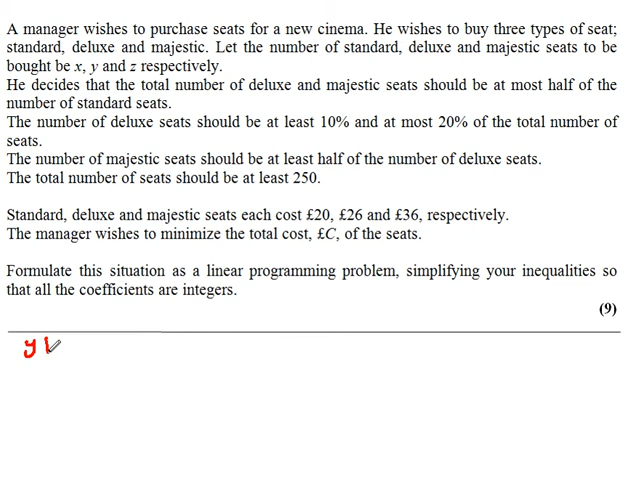 A manager wishes to purchase seats for a new cinema. He wishes to buy three types of seat;
standard, deluxe and majestic. Let the number of standard, deluxe and majestic seats to be
bought be x, y and z respectively.
He decides that the total number of deluxe and majestic seats should be at most half of the
number of standard seats.
The number of deluxe seats should be at least 10% and at most 20% of the total number of
seats.
The number of majestic seats should be at least half of the number of deluxe seats.
The total number of seats should be at least 250.
Standard, deluxe and majestic seats each cost £20, £26 and £36, respectively.
The manager wishes to minimize the total cost, £C, of the seats.
Formulate this situation as a linear programming problem, simplifying your inequalities so
that all the coefficients are integers.
(9)
y